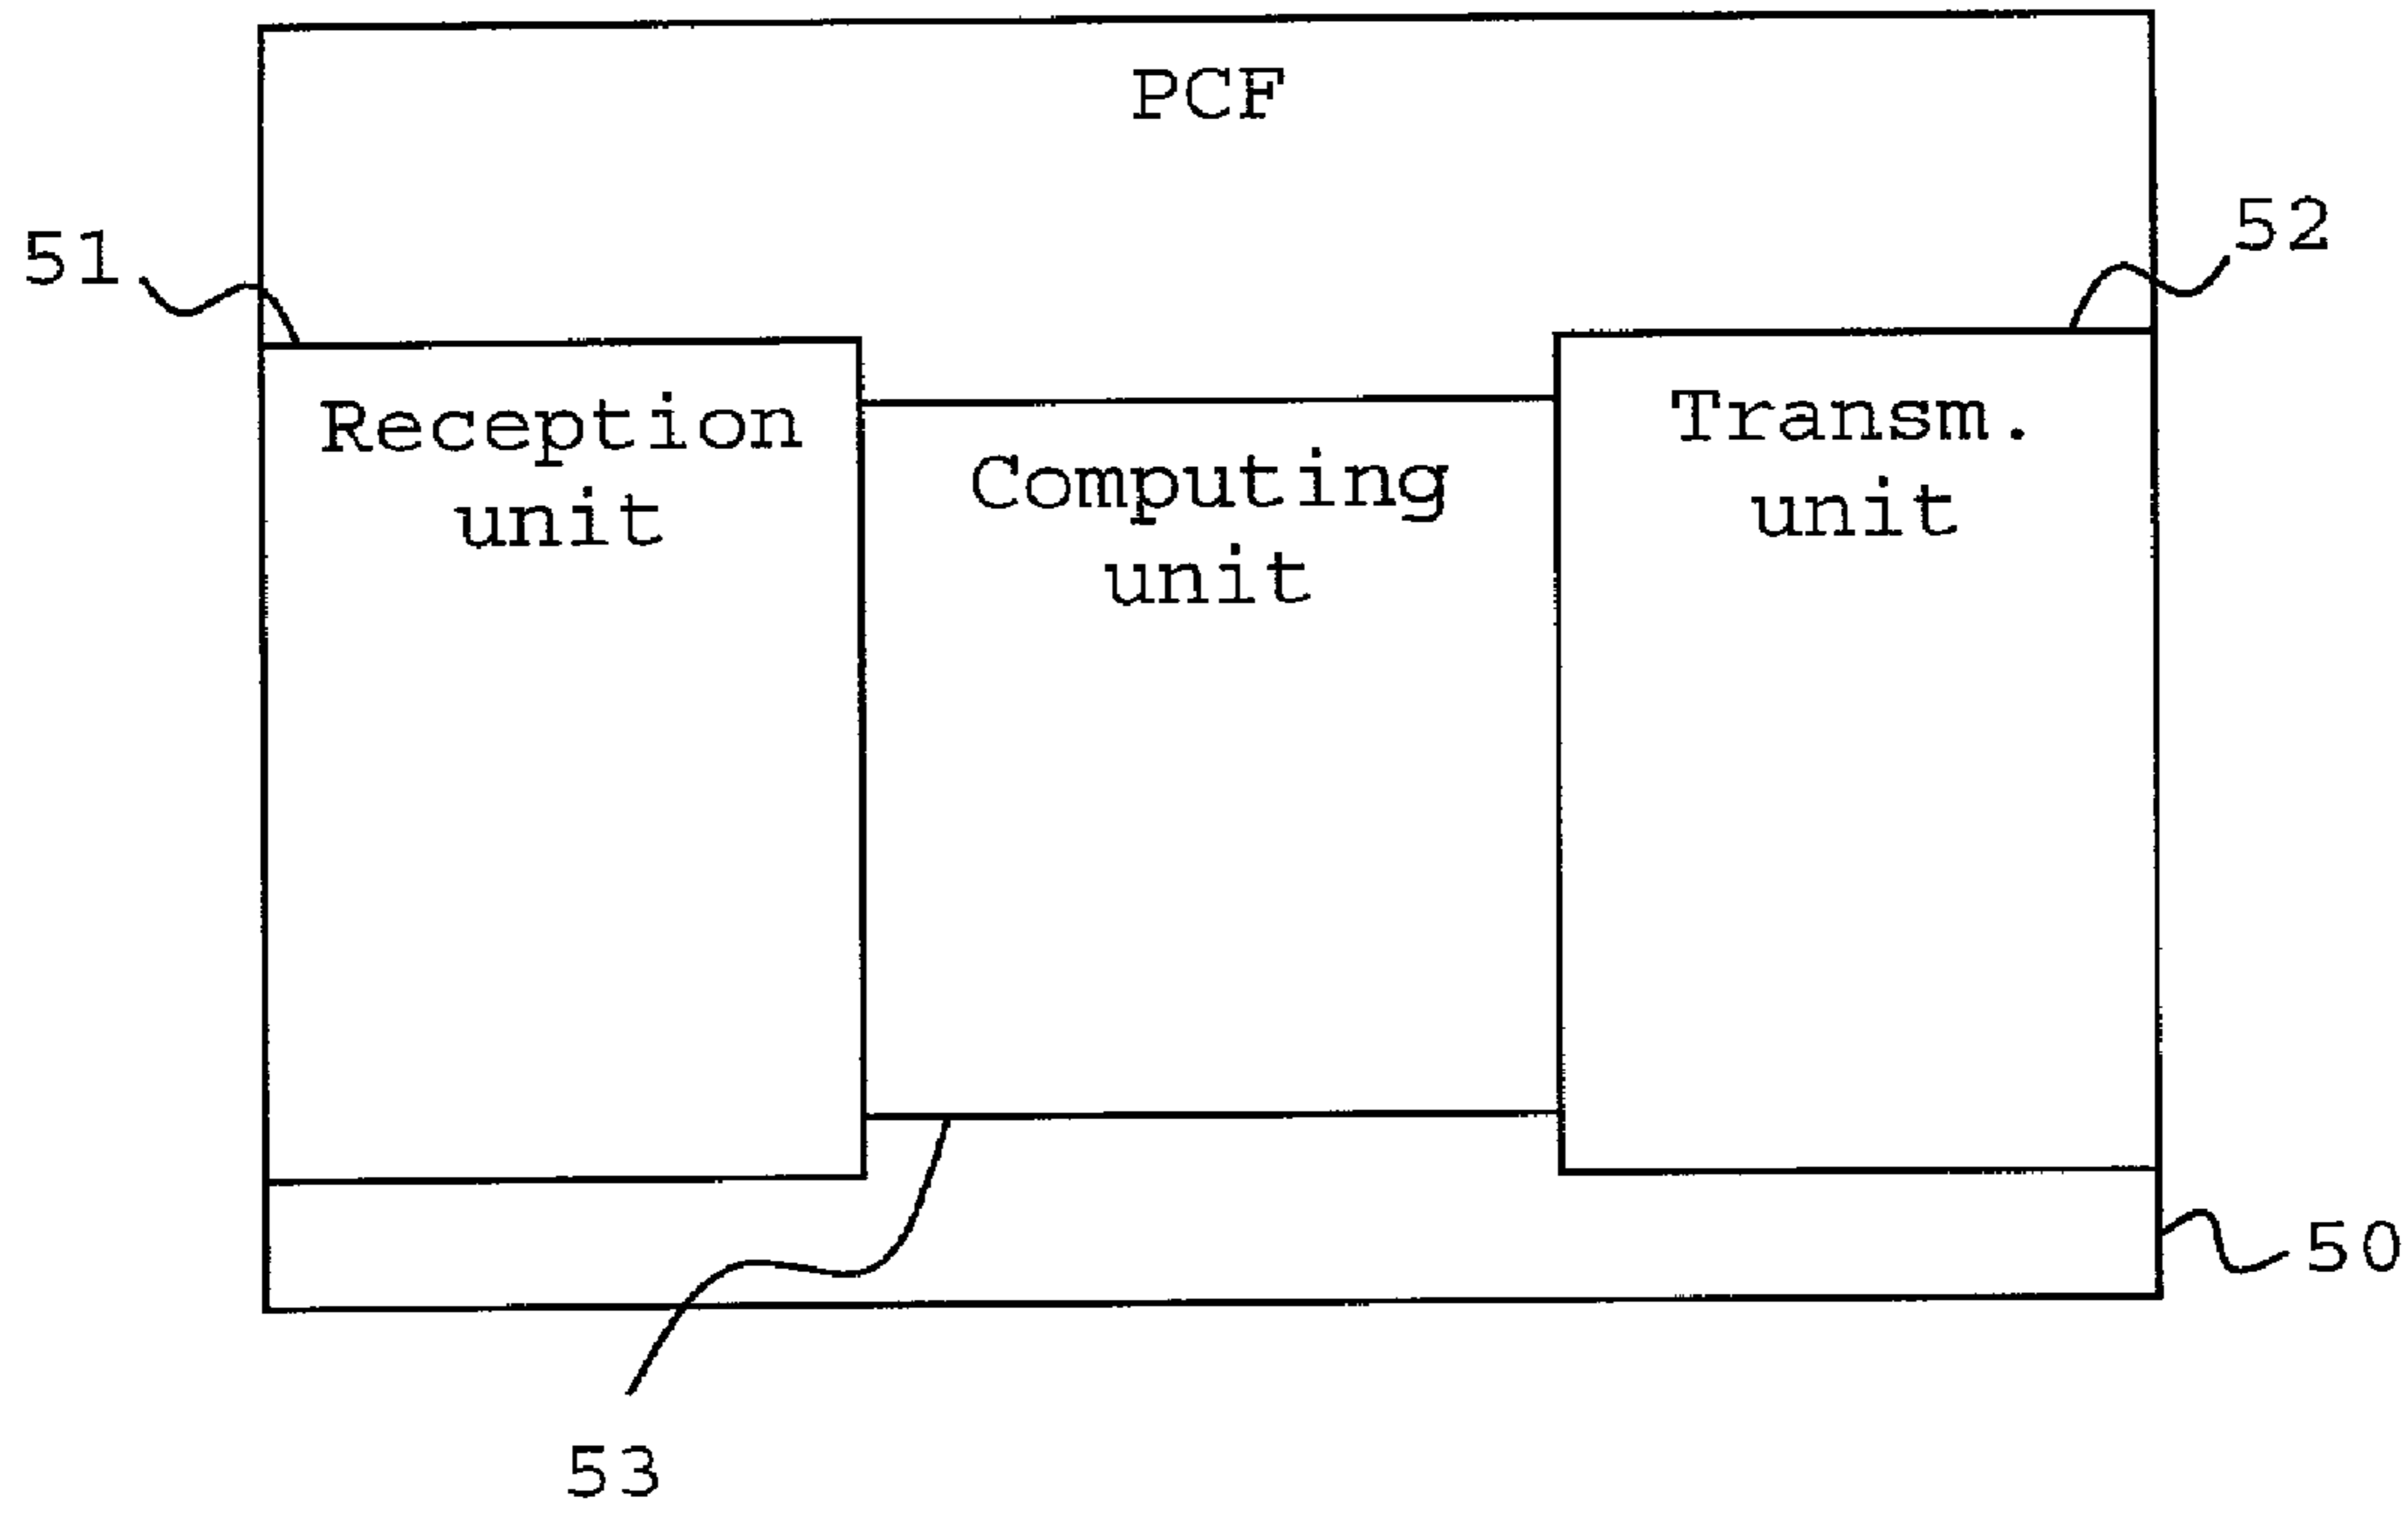 PCF
51
52
Reception
unit
Computing
unit
Transm.
unit
50
53